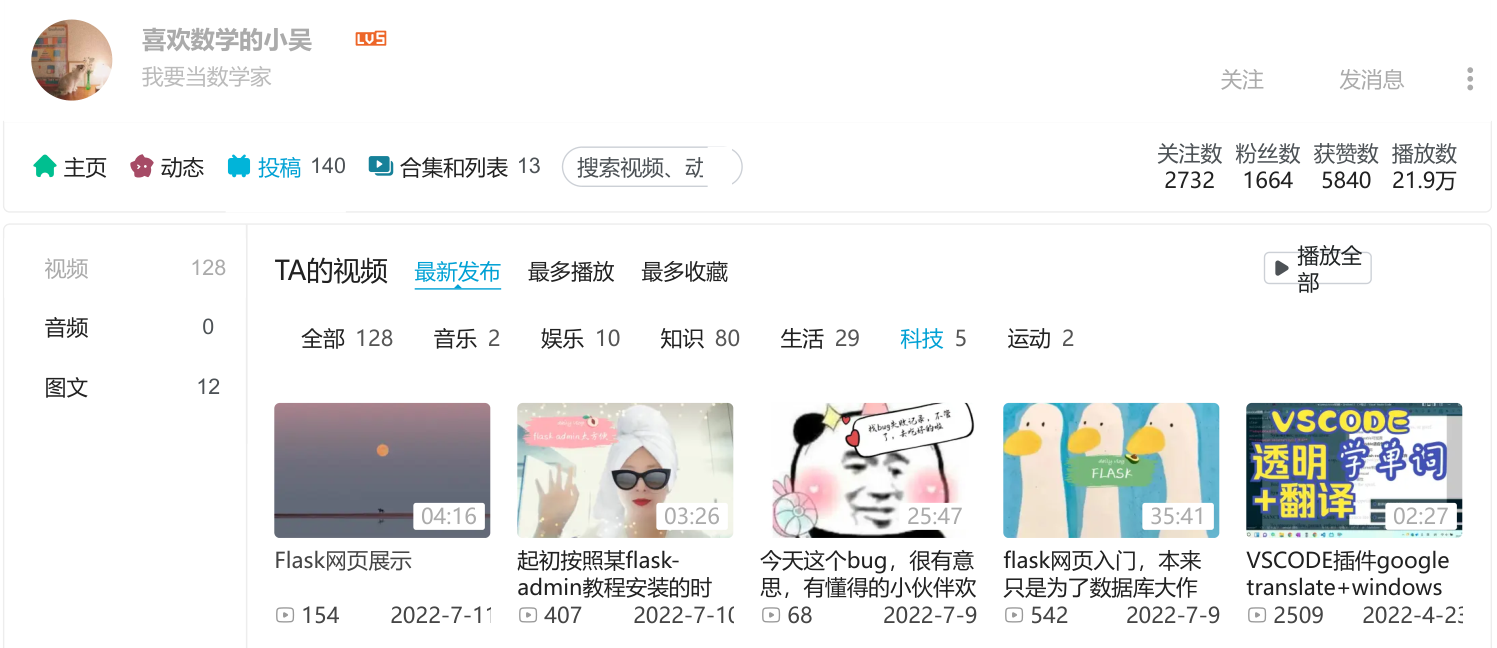 喜欢数学的小吴 LV5
我要当数学家
关注 发消息
主页 动态 投稿 140 合集和列表 13 搜索视频、动
关注数 粉丝数 获赞数 播放数
2732 1664 5840 21.9万
视频 128
音频 0
图文 12
TA的视频 最新发布 最多播放 最多收藏
播放全
部
全部 128 音乐 2 娱乐 10 知识 80 生活 29 科技 5 运动 2
04:16
Flask网页展示
154 2022-7-11
flask admin大言快
03:26
起初按照某flask-
admin教程安装的时
407 2022-7-10
找bug失败记录，不管
了，去吃好的啦
25:47
今天这个bug，很有意
思，有懂得的小伙伴欢
68 2022-7-9
FLASK
35:41
flask网页入门，本来
只是为了数据库大作
542 2022-7-9
VSCODE
透明 学单词
+翻译
02:27
VSCODE插件google
translate+windows
2509 2022-4-23